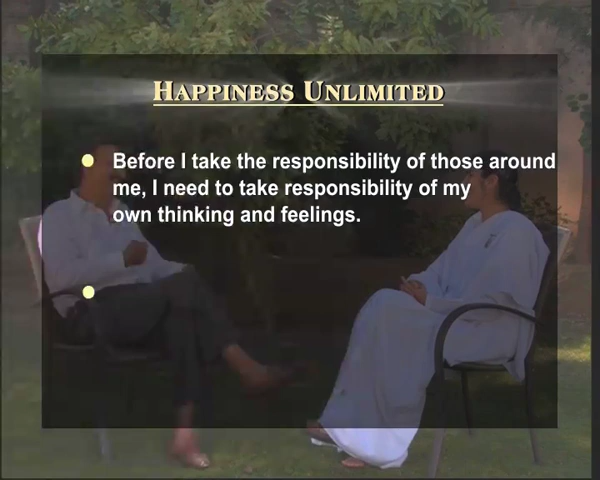 HAPPINESS UNLIMITED
Before I take the responsibility of those around
me, I need to take responsibility of my
own thinking and feelings.